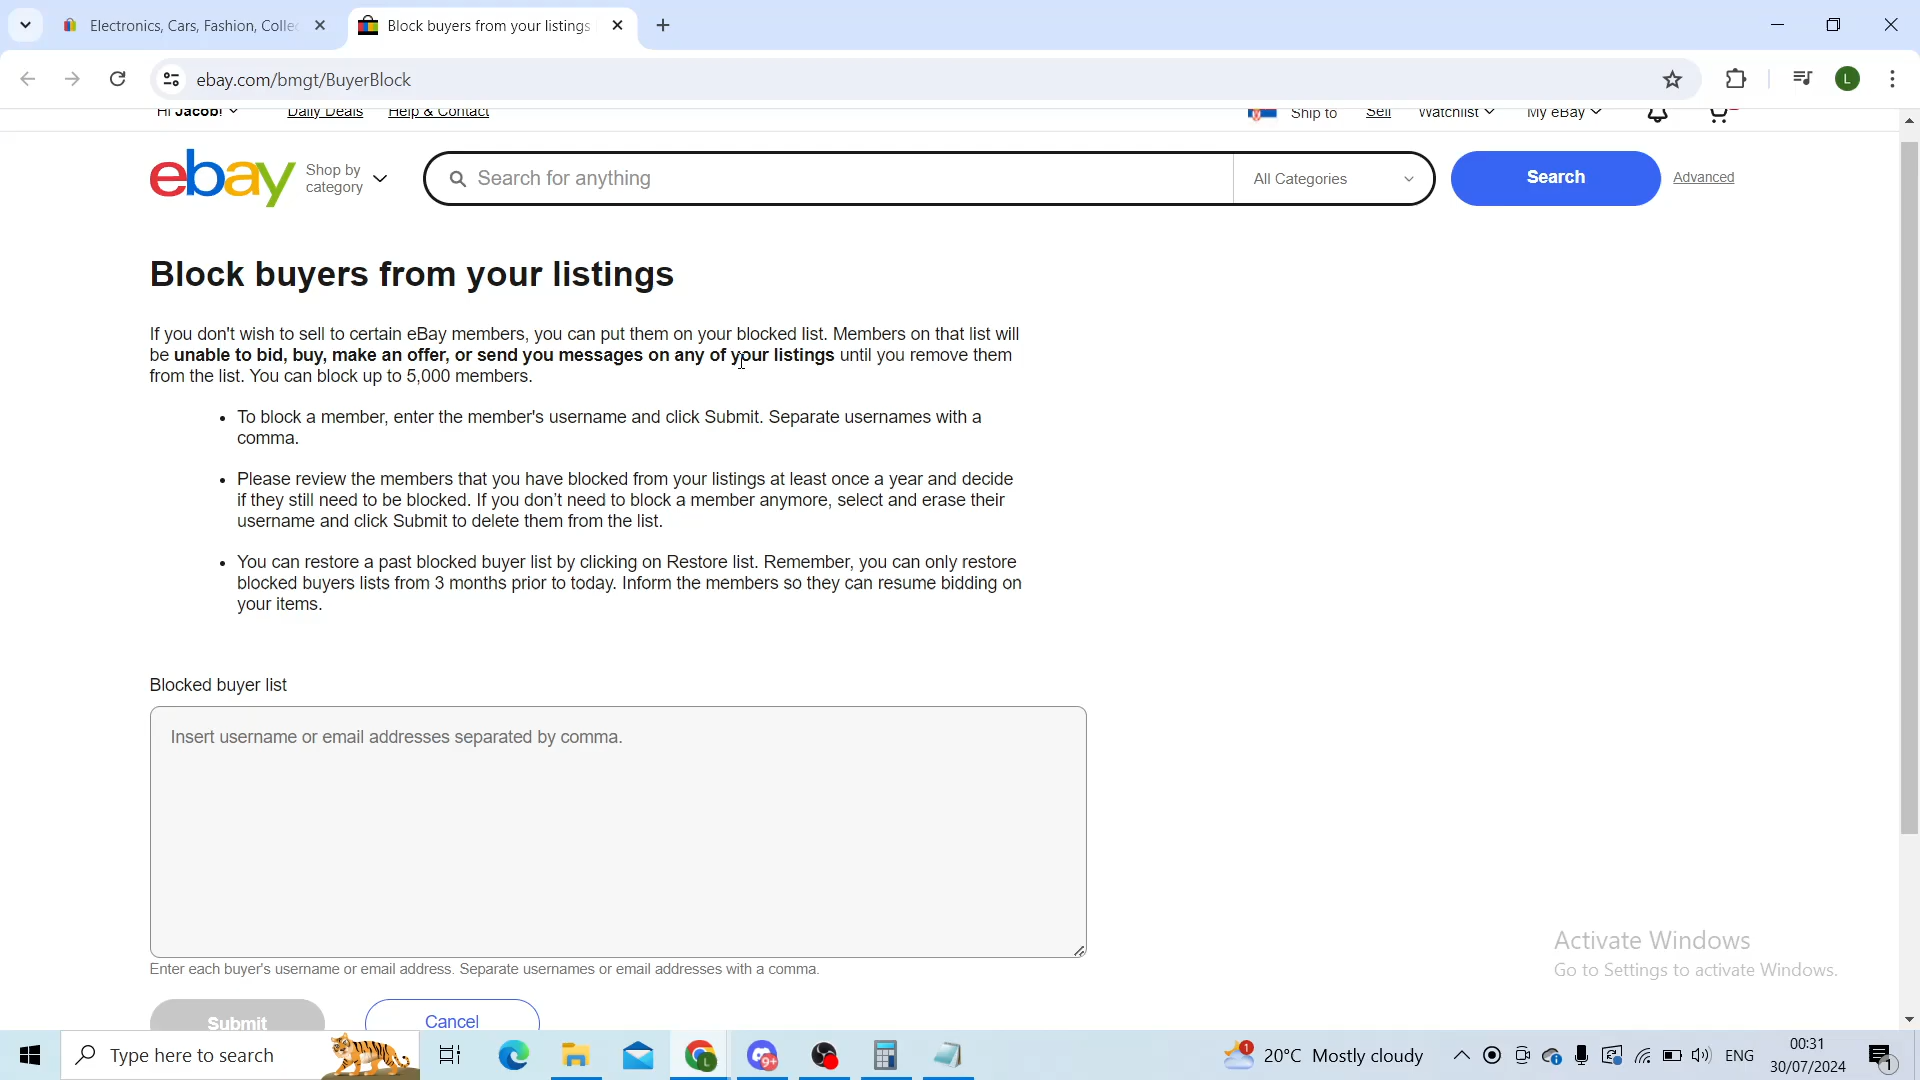 Electronics, Cars, Fashion, Colle
Block buyers from your listings
ebay.com/bmgt/BuyerBlock
L
Hi Jacob!
Daily Deals
Help & Contact
Ship to
Sell
Watchlist
My eBay
ebay
Shop by
category
Search for anything
All Categories
Search
Advanced
Block buyers from your listings
If you don't wish to sell to certain eBay members, you can put them on your blocked list. Members on that list will
be unable to bid, buy, make an offer, or send you messages on any of your listings until you remove them
from the list. You can block up to 5,000 members.
• To block a member, enter the member's username and click Submit. Separate usernames with a
comma.
• Please review the members that you have blocked from your listings at least once a year and decide
if they still need to be blocked. If you don't need to block a member anymore, select and erase their
username and click Submit to delete them from the list.
• You can restore a past blocked buyer list by clicking on Restore list. Remember, you can only restore
blocked buyers lists from 3 months prior to today. Inform the members so they can resume bidding on
your items.
Blocked buyer list
Insert username or email addresses separated by comma.
Enter each buyer's username or email address. Separate usernames or email addresses with a comma.
Submit
Cancel
Activate Windows
Go to Settings to activate Windows.
Type here to search
L
9+
1
20°C Mostly cloudy
ENG
00:31
30/07/2024
1